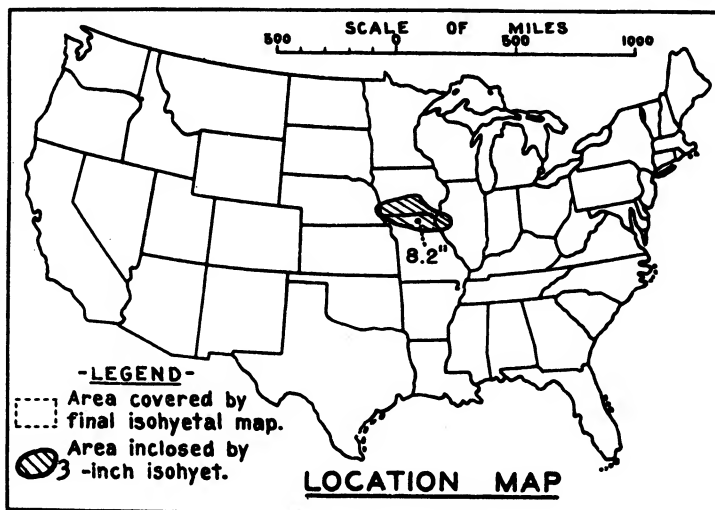 SCALE OF MILES
500 0 500 1000
8.2"
-LEGEND-
Area covered by
final isohyetal map.
Area inclosed by
3 -inch isohyet.
LOCATION MAP